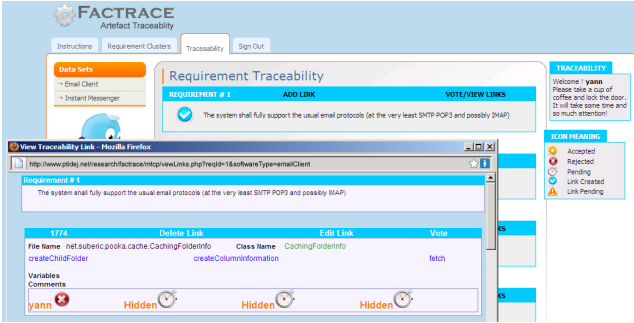 FACTRACE
Artefact Traceablity
Instructions
Requirement Clusters
Traceaability
Sign Out
Data Sets
Email Client
Instant Messenger
Requirement Traceability
REQUIREMENT # 1 ADD LINK VOTE/VIEW LINKS
The system shall fully support the usual email protocols (at the very least SMTP POP3 and possibly IMAP)
TRACEABILITY
Welcome ! yann
Please take a cup of
coffee and lock the door.
It will take some time and
so much attention!
ICON MEANING
Accepted
Rejected
Pending
Link Created
Link Pending
View Traceability Link - Mozilla Firefox
http://www.ptidej.net/research/factrace/mtcp/vewLinks.php?reqId=1&softwareType=emailClient
Requirement # 1
The system shall fully support the usual email protocols (at the very least SMTP POP3 and possibly IMAP)
1774 Delete Link Edit Link Vote
File Name net.suberic.pooka.cache.CachingFolderInfo Class Name CachingFolderInfo
createChildFolder createColumnInformation fetch
Variables
Comments
yann Hidden Hidden Hidden
KS
KS